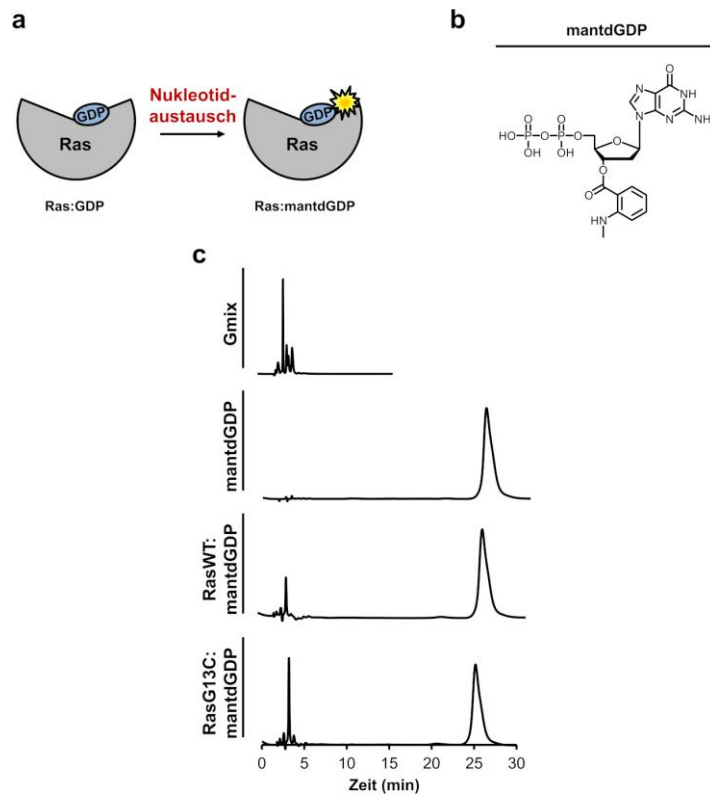 a
Nukleotid-
austausch
GDP
Ras
GDP
Ras
Ras:GDP
Ras:mantdGDP
b
mantdGDP
O
N
NH
N
N
NH₂
O
O
HO
P
O
P
O
OH
OH
O
O
O
HN
c
Gmix
mantdGDP
RasWT:
mantdGDP
RasG13C:
mantdGDP
0 5 10 15 20 25 30
Zeit (min)